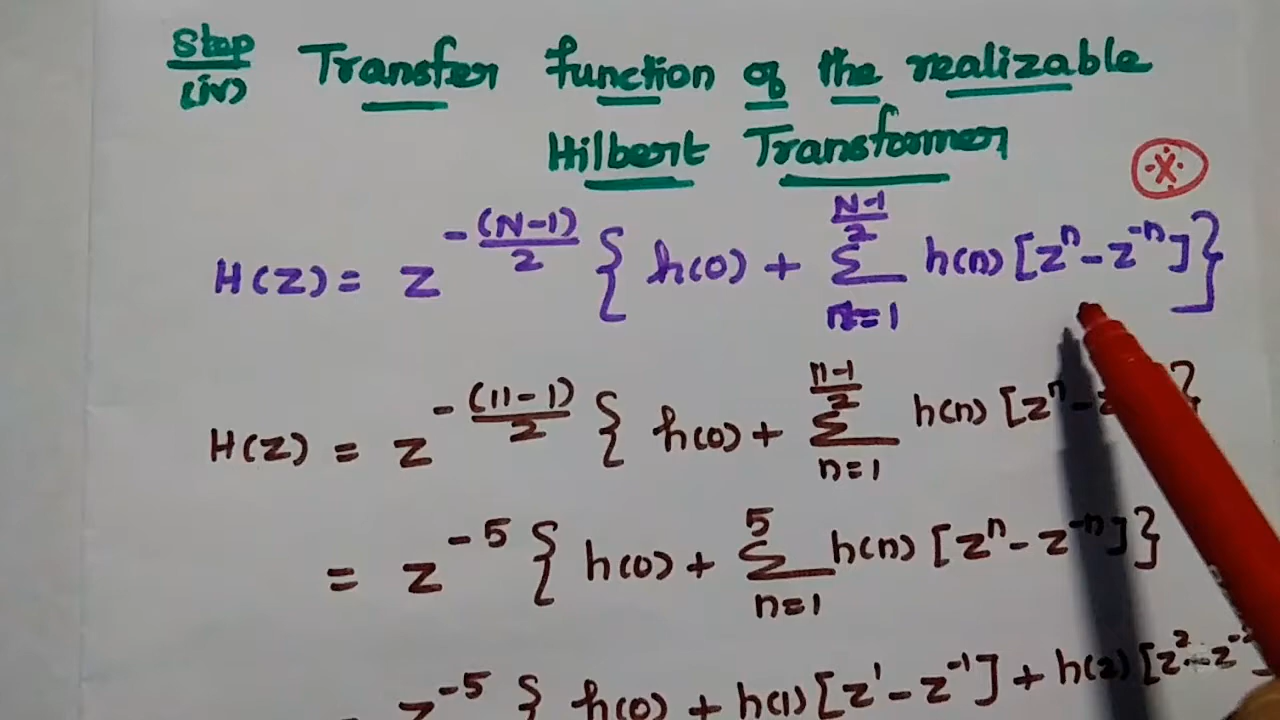 Step (iv) Transfer function of the realizable
Hilbert Transformer
·X·
H(Z) = Z^{-(N-1)/2} { h(0) + Σ_{n=1}^{(N-1)/2} h(n) [Z^n - Z^{-n}] }
H(Z) = Z^{-(11-1)/2} { h(0) + Σ_{n=1}^{(11-1)/2} h(n) [Z^n - Z }
= Z^{-5} { h(0) + Σ_{n=1}^{5} h(n) [Z^n - Z^{-n}] }
= Z^{-5} { h(0) + h(1) [Z^1 - Z^{-1}] + h(2) [Z^2 - Z^{-2}